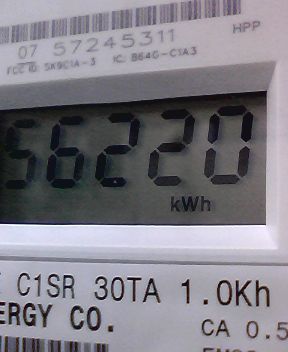 07 57245311
HPP
FCC ID: SK9C1A-3 IC: 864G-C1A3
56220
kWh
C1SR 30TA 1.0Kh
ERGY CO.
CA 0.5